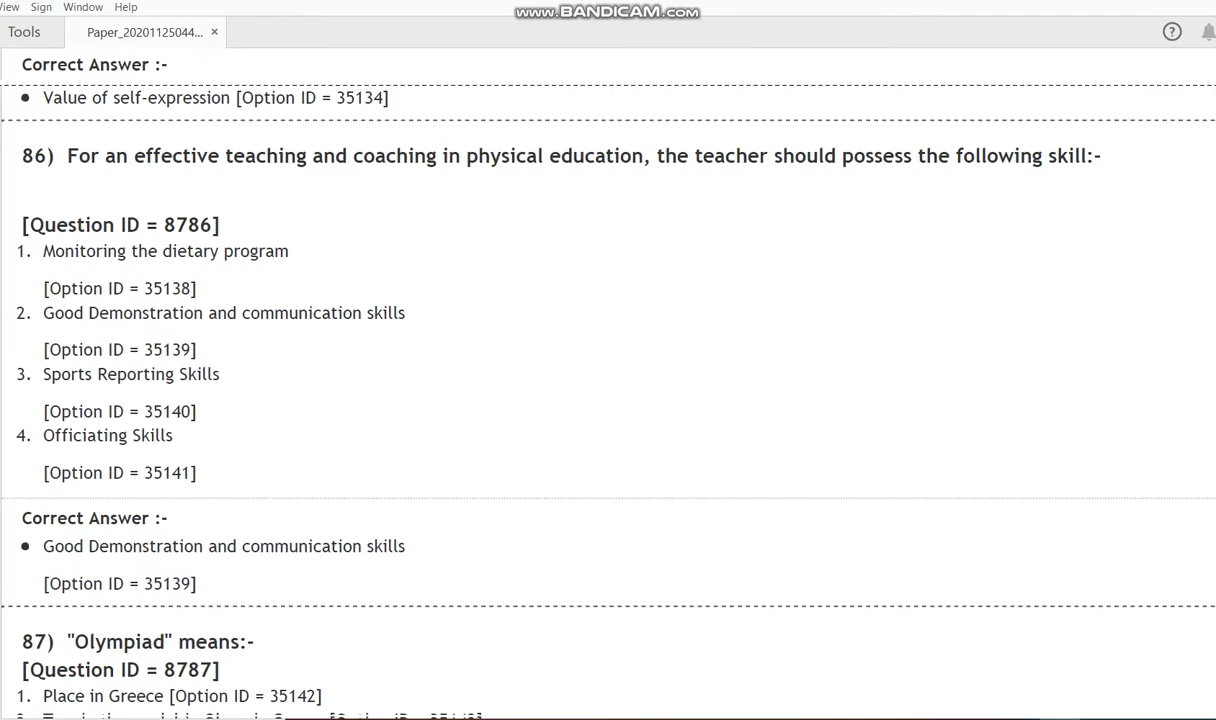 View Sign Window Help
www.BANDICAM.com
Tools Paper_20201125044... ×
Correct Answer :-
• Value of self-expression [Option ID = 35134]
86) For an effective teaching and coaching in physical education, the teacher should possess the following skill:-
[Question ID = 8786]
1. Monitoring the dietary program
[Option ID = 35138]
2. Good Demonstration and communication skills
[Option ID = 35139]
3. Sports Reporting Skills
[Option ID = 35140]
4. Officiating Skills
[Option ID = 35141]
Correct Answer :-
• Good Demonstration and communication skills
[Option ID = 35139]
87) "Olympiad" means:-
[Question ID = 8787]
1. Place in Greece [Option ID = 35142]